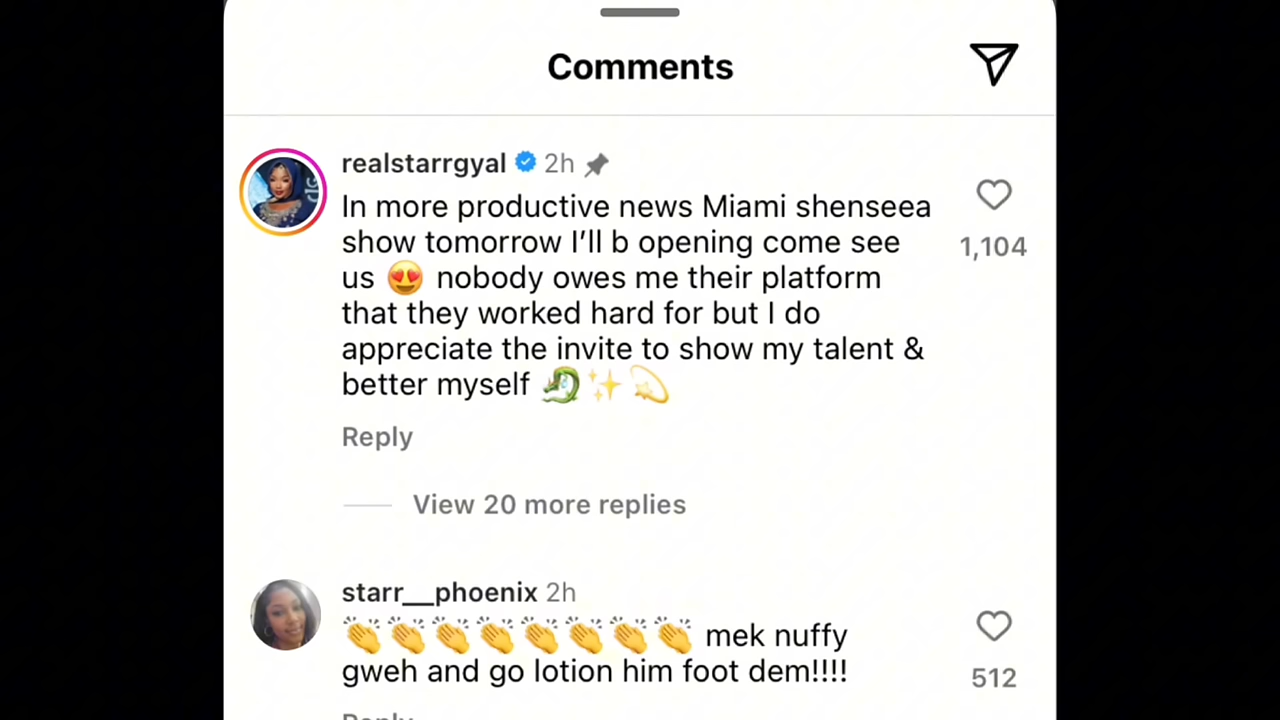 Comments
realstarrgyal 2h
In more productive news Miami shenseea
show tomorrow I'll b opening come see
us 😍 nobody owes me their platform
that they worked hard for but I do
appreciate the invite to show my talent &
better myself 🐉✨💫
1,104
Reply
View 20 more replies
starr__phoenix 2h
👏👏👏👏👏👏👏👏 mek nuffy
gweh and go lotion him foot dem!!!!
512
Reply